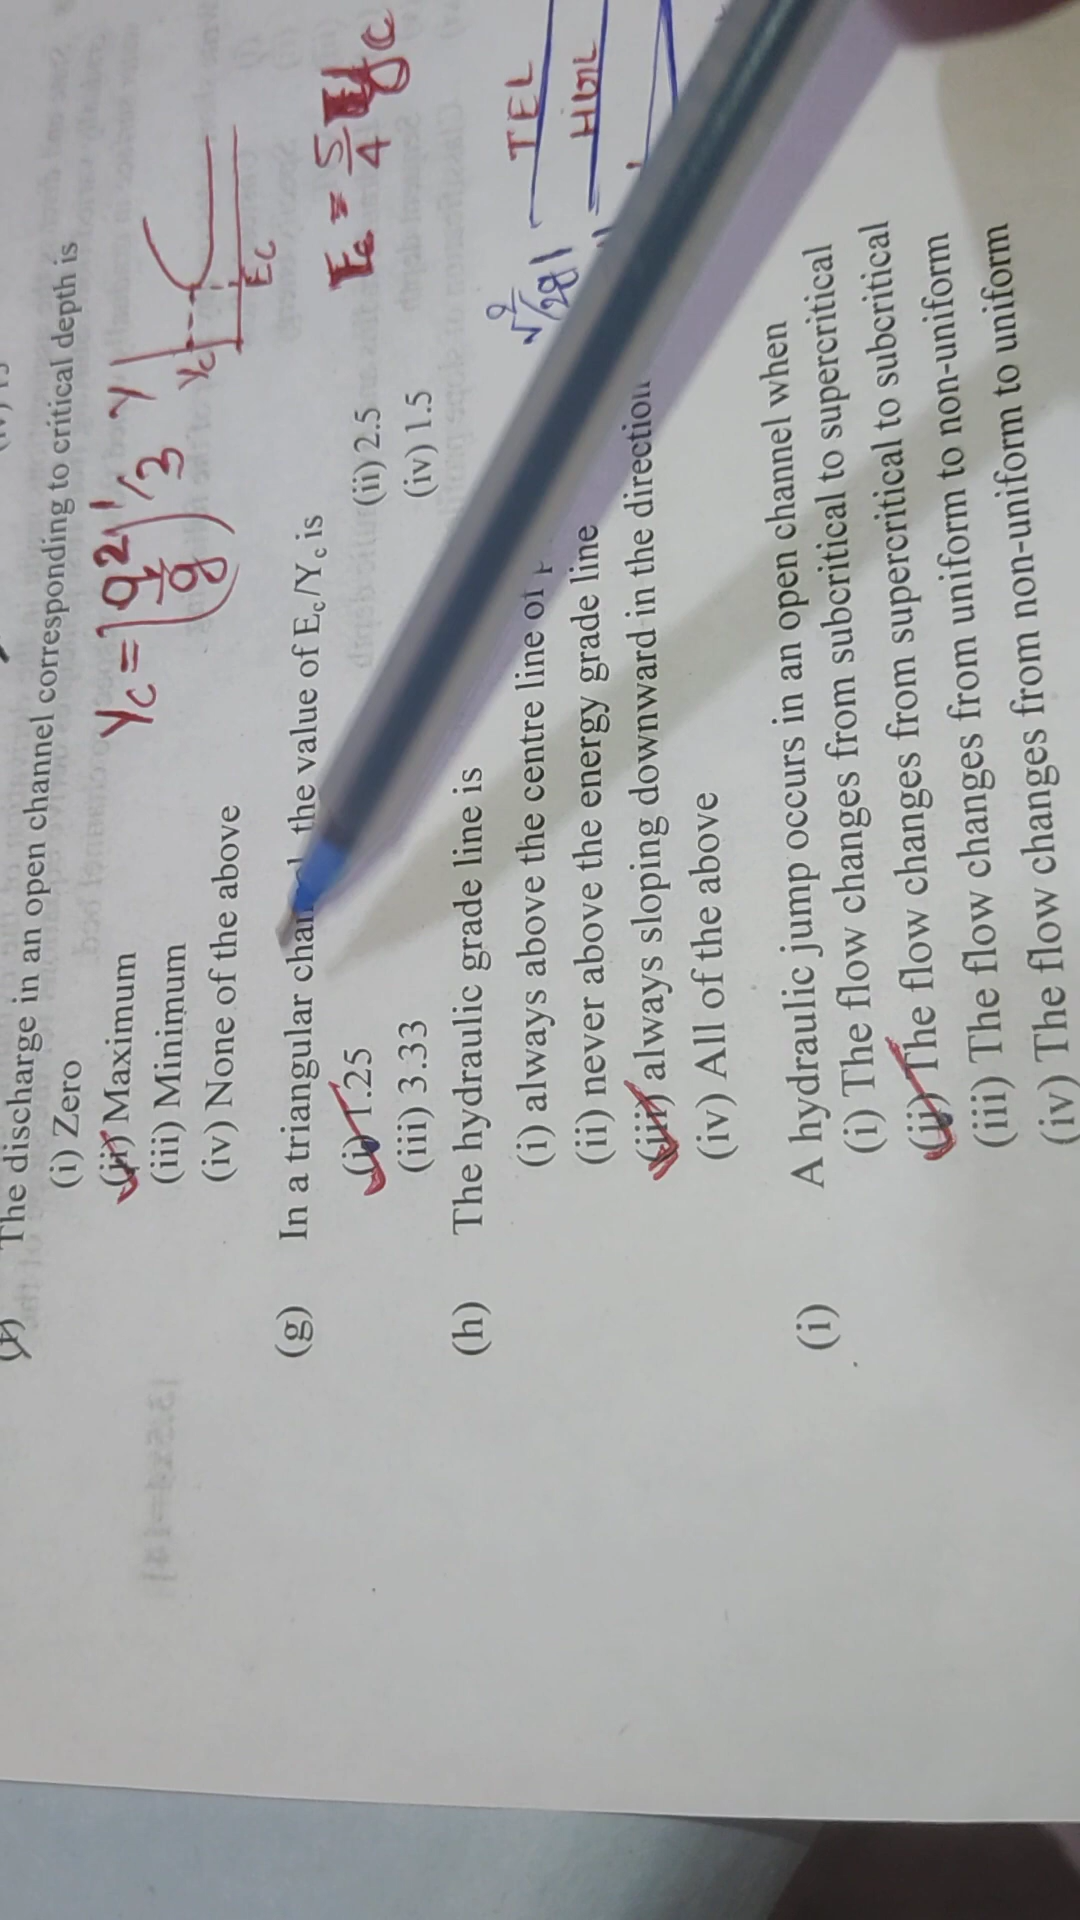 The discharge in an open channel corresponding to critical depth is
(i) Zero
(ii) Maximum
(iii) Minimum
(iv) None of the above
Yc = (q²/g)^1/3
Y
Yc
Ec
(g) In a triangular the value of Ec/Yc is
(i) 1.25 (ii) 2.5
(iii) 3.33 (iv) 1.5
Ec = 5/4 yc
(h) The hydraulic grade line is
(i) always above the centre line of
(ii) never above the energy grade line
(iii) always sloping downward in the direction
(iv) All of the above
v²/2g
TEL
HGL
(i) A hydraulic jump occurs in an open channel when
(i) The flow changes from subcritical to supercritical
(ii) The flow changes from supercritical to subcritical
(iii) The flow changes from uniform to non-uniform
(iv) The flow changes from non-uniform to uniform